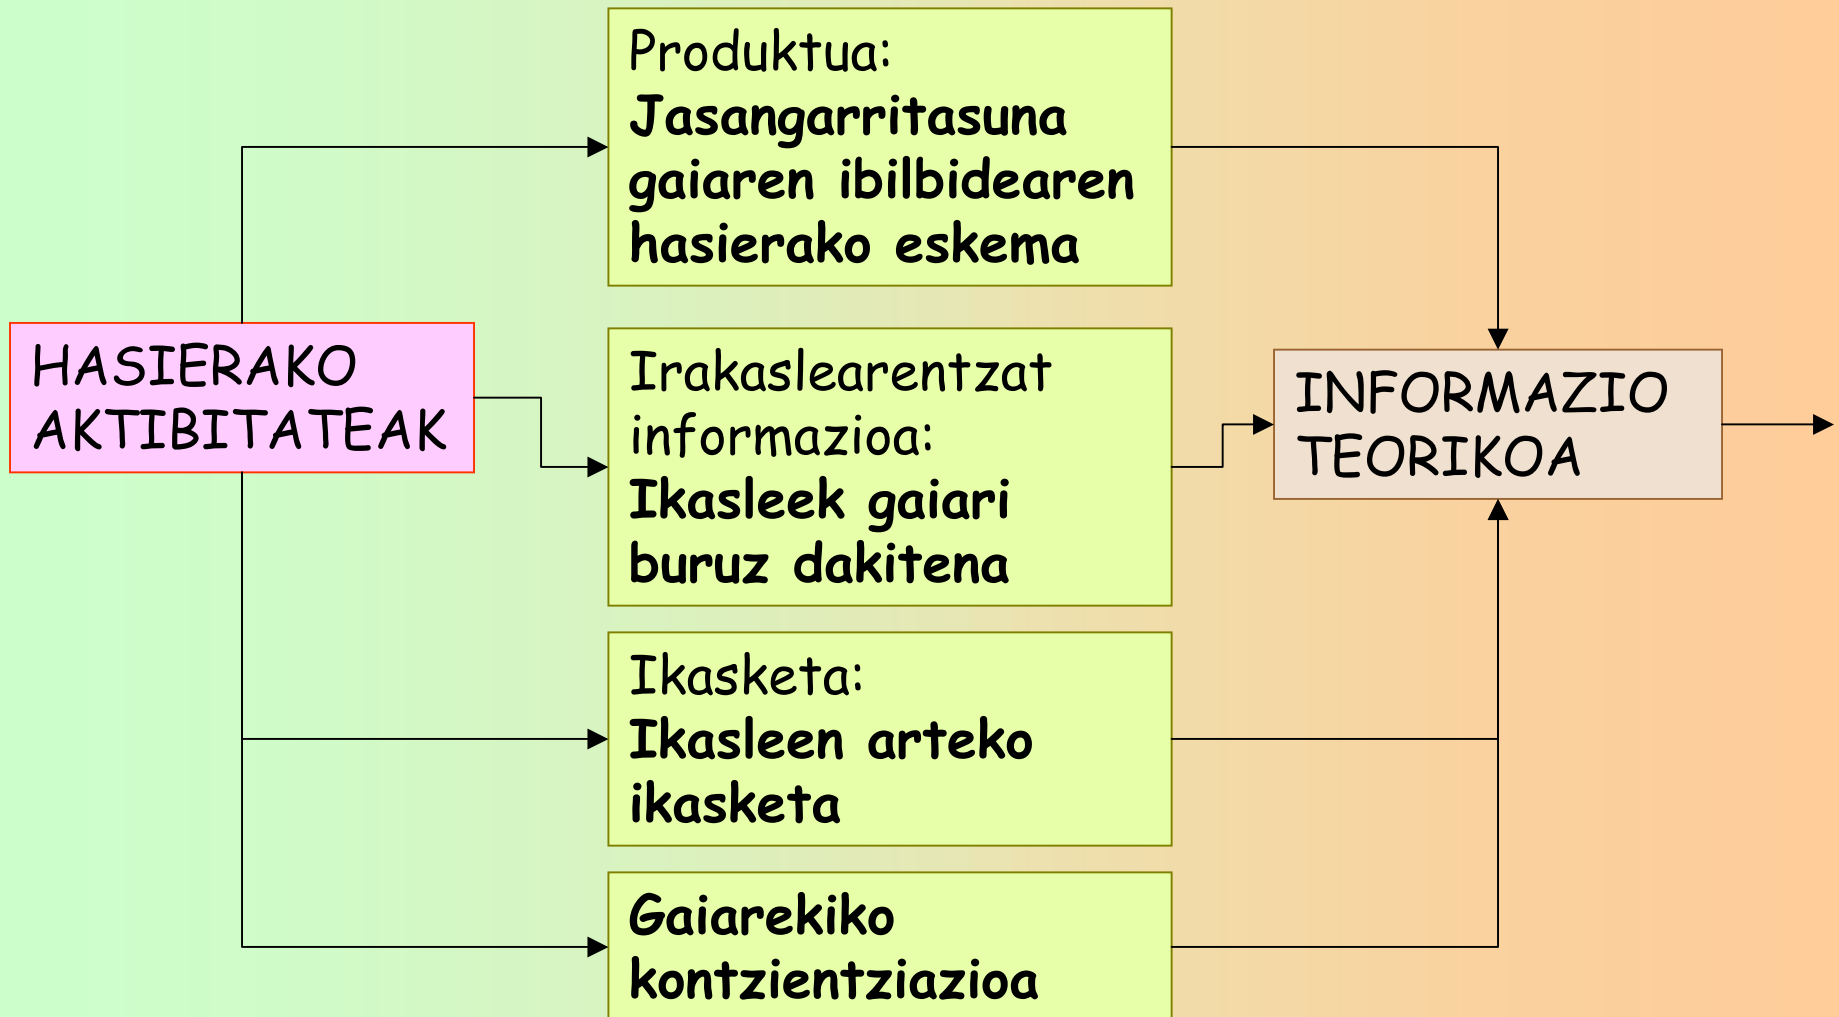 Produktua:
Jasangarritasuna
gaiaren ibilbidearen
hasierako eskema
HASIERAKO
AKTIBITATEAK
Irakaslearentzat
informazioa:
Ikasleek gaiari
buruz dakitena
INFORMAZIO
TEORIKOA
Ikasketa:
Ikasleen arteko
ikasketa
Gaiarekiko
kontzientziazioa